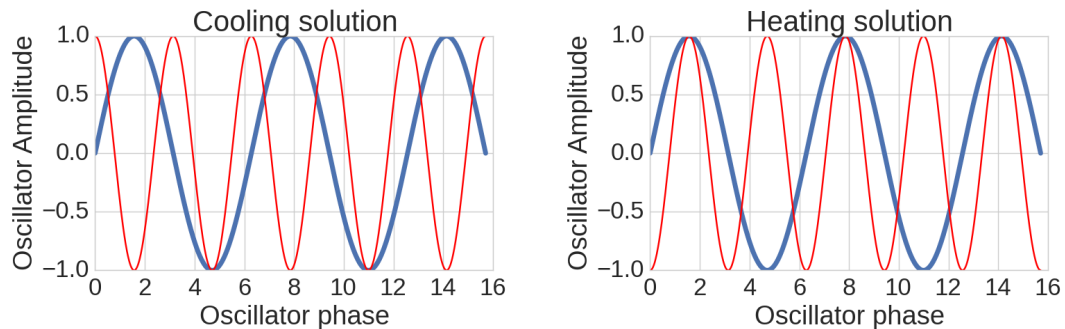 Cooling solution
Oscillator Amplitude
1.0
0.5
0.0
−0.5
−1.0
0 2 4 6 8 10 12 14 16
Oscillator phase
Heating solution
Oscillator Amplitude
1.0
0.5
0.0
−0.5
−1.0
0 2 4 6 8 10 12 14 16
Oscillator phase